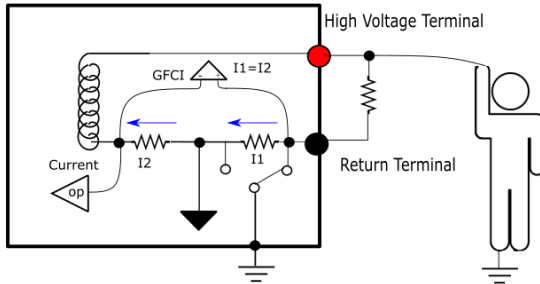 High Voltage Terminal
GFCI
I1=I2
- +
I2
I1
Current
op
Return Terminal